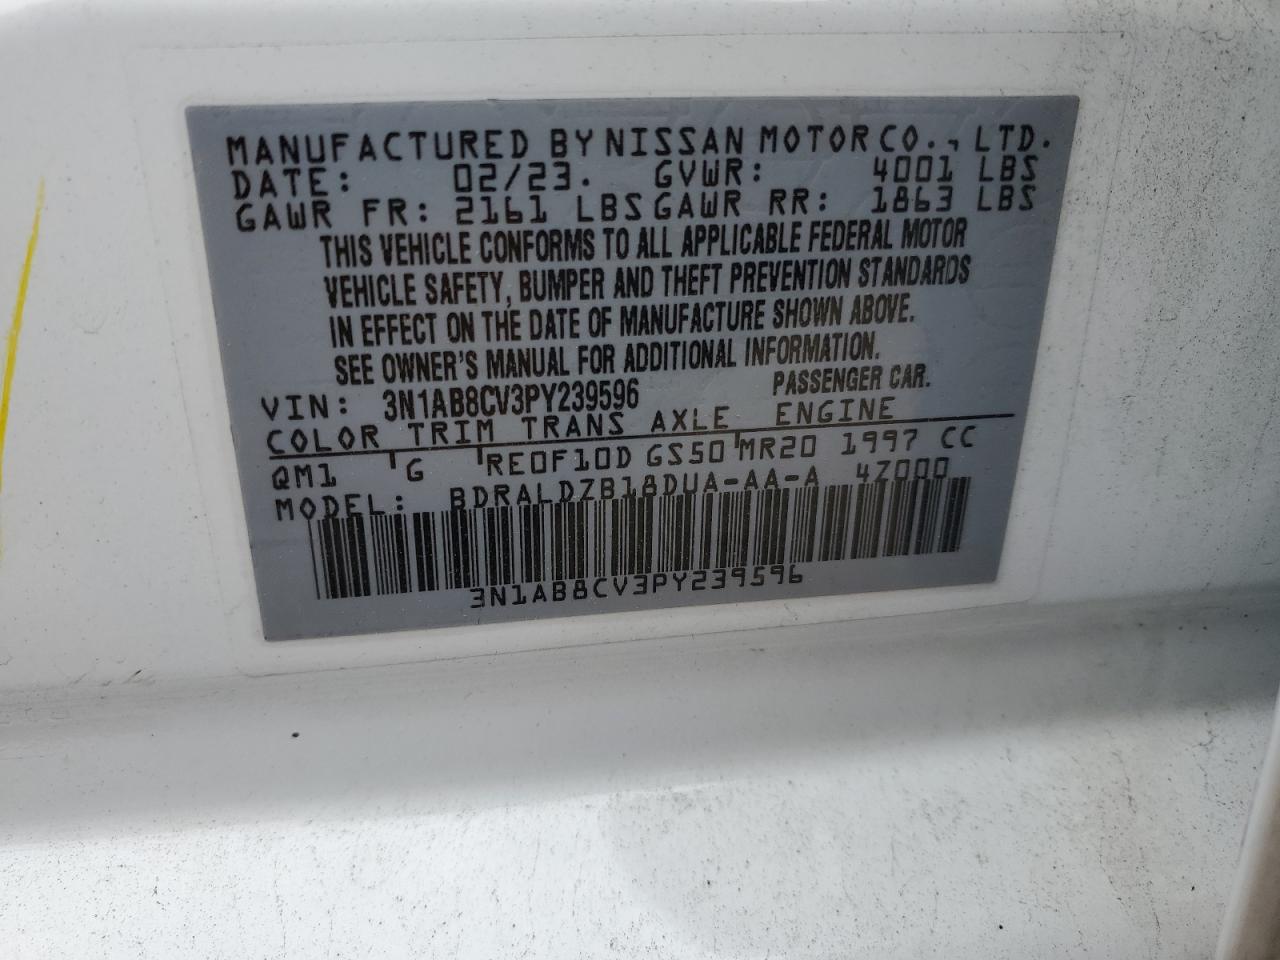 MANUFACTURED BY NISSAN MOTOR CO., LTD.
DATE: 02/23. GVWR: 4001 LBS
GAWR FR: 2161 LBS GAWR RR: 1863 LBS
THIS VEHICLE CONFORMS TO ALL APPLICABLE FEDERAL MOTOR
VEHICLE SAFETY, BUMPER AND THEFT PREVENTION STANDARDS
IN EFFECT ON THE DATE OF MANUFACTURE SHOWN ABOVE.
SEE OWNER'S MANUAL FOR ADDITIONAL INFORMATION.
VIN: 3N1AB8CV3PY239596 PASSENGER CAR.
COLOR TRIM TRANS AXLE ENGINE
QM1 G RE0F10D GS50 MR20 1997 CC
MODEL: BDRALDZB18DUA-AA-A 4Z000
3N1AB8CV3PY239596